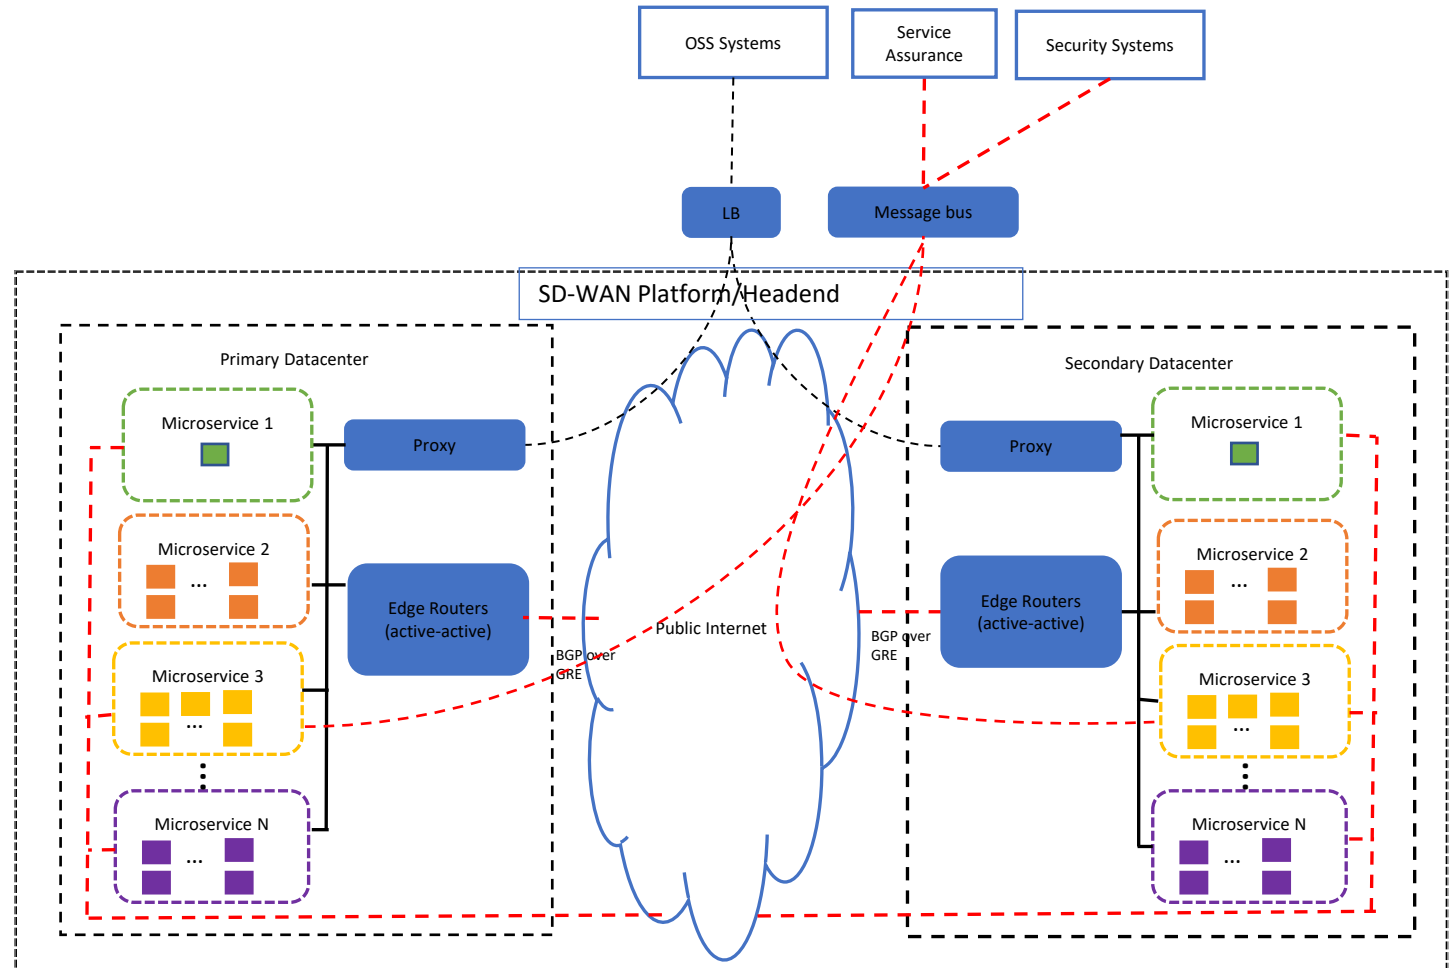 OSS Systems
Service
Assurance
Security Systems
LB
Message bus
SD-WAN Platform/Headend
Primary Datacenter
Microservice 1
Proxy
Microservice 2
...
Edge Routers
(active-active)
Microservice 3
...
Microservice N
...
BGP over
GRE
Public Internet
BGP over
GRE
Secondary Datacenter
Proxy
Microservice 1
Edge Routers
(active-active)
Microservice 2
...
Microservice 3
...
Microservice N
...